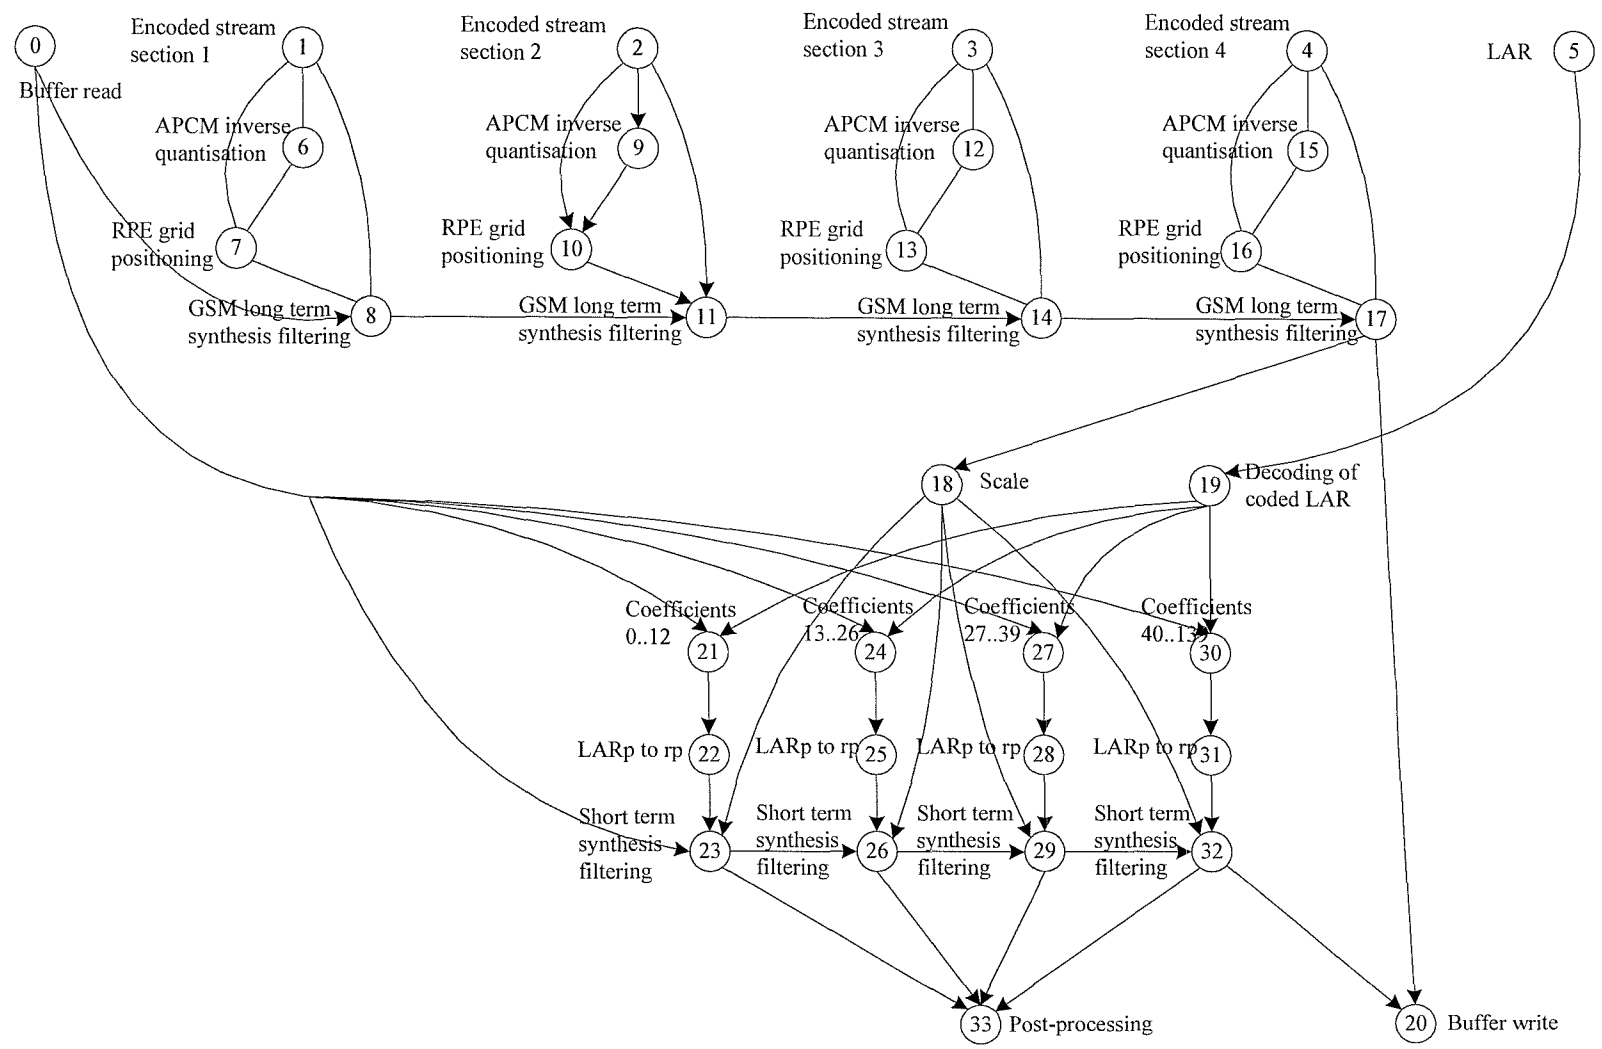 0
Buffer read
Encoded stream
section 1
1
Encoded stream
section 2
2
Encoded stream
section 3
3
Encoded stream
section 4
4
LAR
5
APCM inverse
quantisation
6
APCM inverse
quantisation
9
APCM inverse
quantisation
12
APCM inverse
quantisation
15
RPE grid
positioning
7
RPE grid
positioning
10
RPE grid
positioning
13
RPE grid
positioning
16
GSM long term
synthesis filtering
8
GSM long term
synthesis filtering
11
GSM long term
synthesis filtering
14
GSM long term
synthesis filtering
17
18
Scale
19
Decoding of
coded LAR
Coefficients
0..12
21
Coefficients
13..26
24
Coefficients
27..39
27
Coefficients
40..139
30
LARp to rp
22
LARp to rp
25
LARp to rp
28
LARp to rp
31
Short term
synthesis
filtering
23
Short term
synthesis
filtering
26
Short term
synthesis
filtering
29
Short term
synthesis
filtering
32
33
Post-processing
20
Buffer write